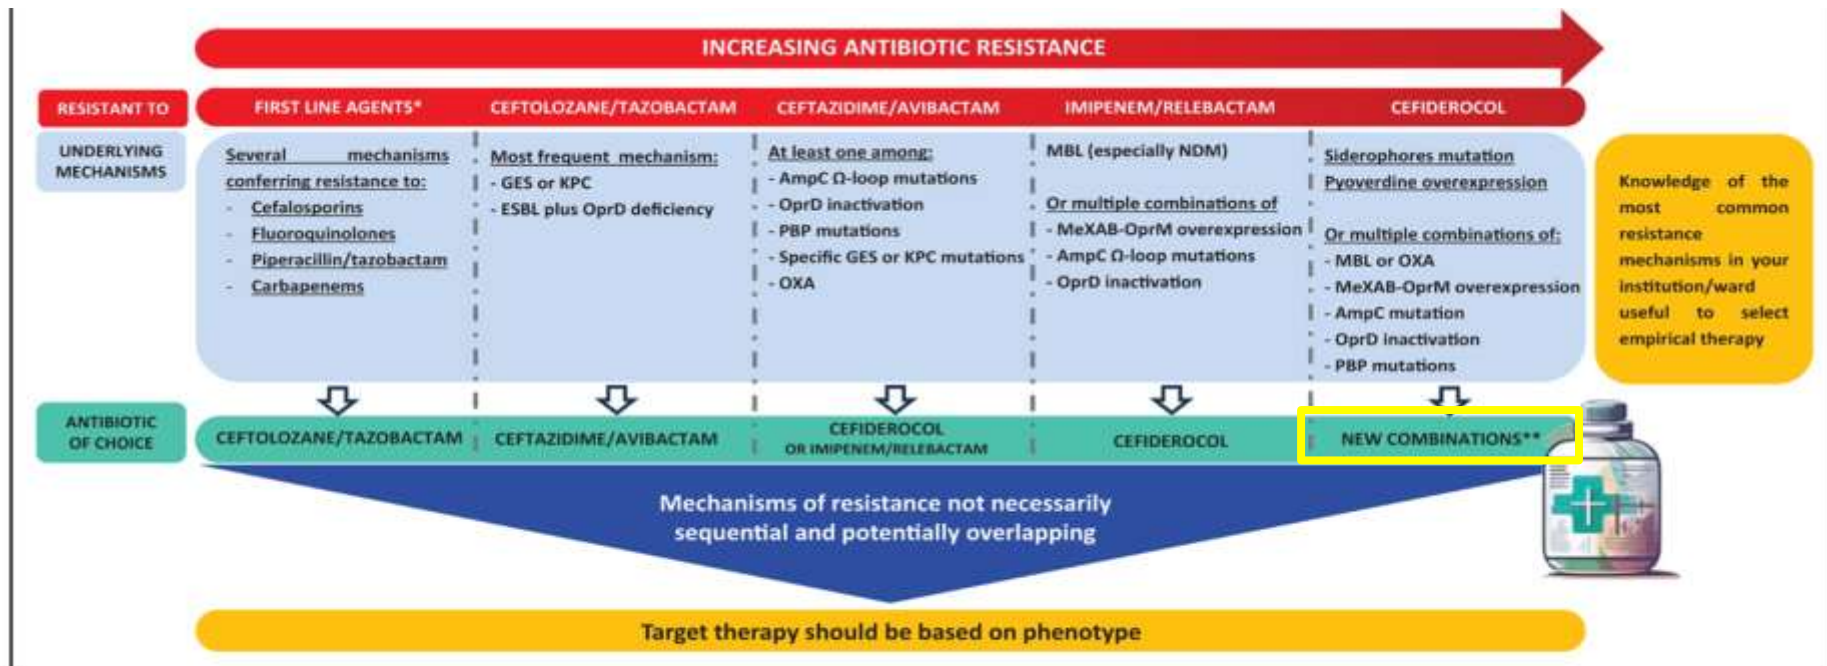 INCREASING ANTIBIOTIC RESISTANCE
RESISTANT TO
FIRST LINE AGENTS*
CEFTOLOZANE/TAZOBACTAM
CEFTAZIDIME/AVIBACTAM
IMIPENEM/RELEBACTAM
CEFIDEROCOL
UNDERLYING
MECHANISMS
Several mechanisms
conferring resistance to:
- Cefalosporins
- Fluoroquinolones
- Piperacillin/tazobactam
- Carbapenems
Most frequent mechanism:
- GES or KPC
- ESBL plus OprD deficiency
At least one among:
- AmpC Ω-loop mutations
- OprD inactivation
- PBP mutations
- Specific GES or KPC mutations
- OXA
MBL (especially NDM)
Or multiple combinations of
- MeXAB-OprM overexpression
- AmpC Ω-loop mutations
- OprD inactivation
Siderophores mutation
Pyoverdine overexpression
Or multiple combinations of:
- MBL or OXA
- MeXAB-OprM overexpression
- AmpC mutation
- OprD inactivation
- PBP mutations
Knowledge of the
most common
resistance
mechanisms in your
institution/ward
useful to select
empirical therapy
ANTIBIOTIC
OF CHOICE
CEFTOLOZANE/TAZOBACTAM
CEFTAZIDIME/AVIBACTAM
CEFIDEROCOL
OR IMIPENEM/RELEBACTAM
CEFIDEROCOL
NEW COMBINATIONS**
Mechanisms of resistance not necessarily
sequential and potentially overlapping
Target therapy should be based on phenotype